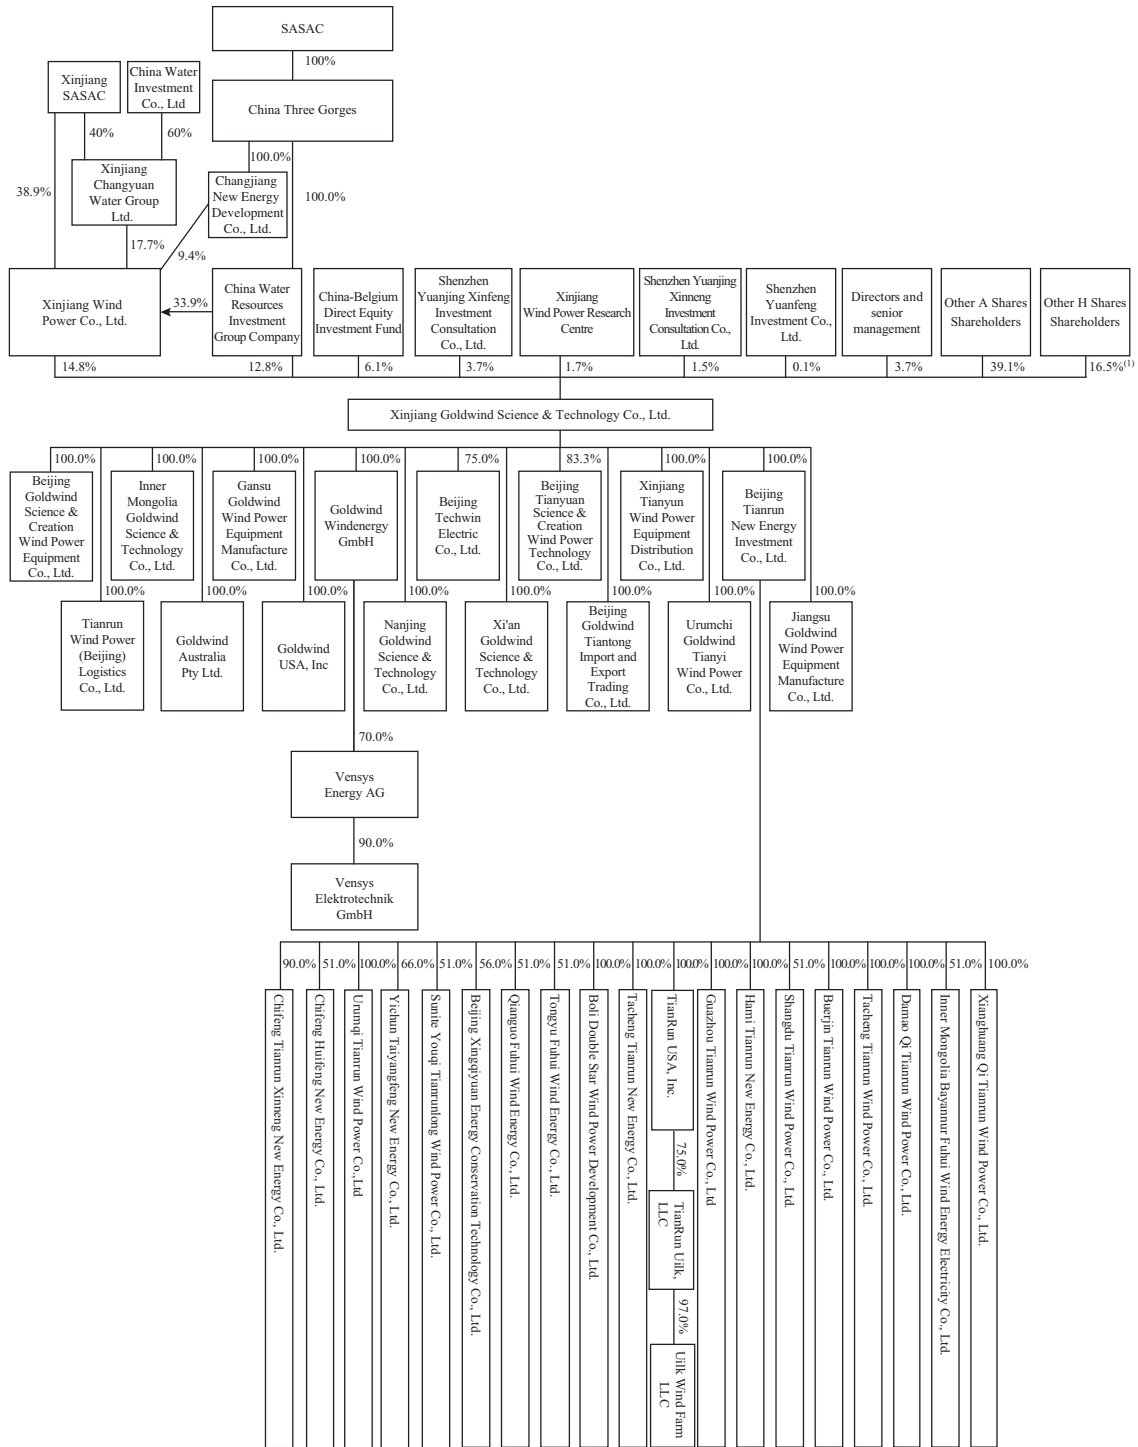 SASAC
100%
Xinjiang
SASAC
China Water
Investment
Co., Ltd
China Three Gorges
40%
60%
100.0%
Xinjiang
Changyuan
Water Group
Ltd.
Changjiang
New Energy
Development
Co., Ltd.
38.9%
100.0%
17.7%
9.4%
Xinjiang Wind
Power Co., Ltd.
33.9%
China Water
Resources
Investment
Group Company
China-Belgium
Direct Equity
Investment Fund
Shenzhen
Yuanjing Xinfeng
Investment
Consultation
Co., Ltd.
Xinjiang
Wind Power Research
Centre
Shenzhen Yuanjing
Xinneng
Investment
Consultation Co.,
Ltd.
Shenzhen
Yuanfeng
Investment Co.,
Ltd.
Directors and
senior
management
Other A Shares
Shareholders
Other H Shares
Shareholders
14.8%
12.8%
6.1%
3.7%
1.7%
1.5%
0.1%
3.7%
39.1%
16.5%(1)
Xinjiang Goldwind Science & Technology Co., Ltd.
100.0%
100.0%
100.0%
100.0%
75.0%
83.3%
100.0%
100.0%
Beijing
Goldwind
Science &
Creation
Wind Power
Equipment
Co., Ltd.
Inner
Mongolia
Goldwind
Science &
Technology
Co., Ltd.
Gansu
Goldwind
Wind Power
Equipment
Manufacture
Co., Ltd.
Goldwind
Windenergy
GmbH
Beijing
Techwin
Electric
Co., Ltd.
Beijing
Tianyuan
Science &
Creation
Wind Power
Technology
Co., Ltd.
Xinjiang
Tianyun
Wind Power
Equipment
Distribution
Co., Ltd.
Beijing
Tianrun
New Energy
Investment
Co., Ltd.
100.0%
100.0%
100.0%
100.0%
100.0%
100.0%
100.0%
100.0%
Tianrun
Wind Power
(Beijing)
Logistics
Co., Ltd.
Goldwind
Australia
Pty Ltd.
Goldwind
USA, Inc
Nanjing
Goldwind
Science &
Technology
Co., Ltd.
Xi'an
Goldwind
Science &
Technology
Co., Ltd.
Beijing
Goldwind
Tiantong
Import and
Export
Trading
Co., Ltd.
Urumchi
Goldwind
Tianyi
Wind Power
Co., Ltd.
Jiangsu
Goldwind
Wind Power
Equipment
Manufacture
Co., Ltd.
70.0%
Vensys
Energy AG
90.0%
Vensys
Elektrotechnik
GmbH
90.0%
51.0%
100.0%
66.0%
51.0%
56.0%
51.0%
51.0%
100.0%
100.0%
100.0%
100.0%
100.0%
51.0%
100.0%
100.0%
100.0%
51.0%
100.0%
Chifeng Tianrun Xinneng New Energy Co., Ltd.
Chifeng Huifeng New Energy Co., Ltd.
Urumqi Tianrun Wind Power Co.,Ltd
Yichun Taiyangfeng New Energy Co., Ltd.
Sunite Youqi Tianrunlong Wind Power Co., Ltd.
Beijing Xingqiyuan Energy Conservation Technology Co., Ltd.
Qianguo Fuhui Wind Energy Co., Ltd.
Tongyu Fuhui Wind Energy Co., Ltd.
Boli Double Star Wind Power Development Co., Ltd.
Tacheng Tianrun New Energy Co., Ltd.
TianRun USA, Inc.
75.0%
TianRun Uilk,
LLC
97.0%
Uilk Wind Farm
LLC
Guazhou Tianrun Wind Power Co., Ltd
Hami Tianrun New Energy Co., Ltd.
Shangdu Tianrun Wind Power Co., Ltd.
Buerjin Tianrun Wind Power Co., Ltd.
Tacheng Tianrun Wind Power Co., Ltd.
Damao Qi Tianrun Wind Power Co., Ltd.
Inner Mongolia Bayannur Fuhui Wind Energy Electricity Co., Ltd.
Xianghuang Qi Tianrun Wind Power Co., Ltd.